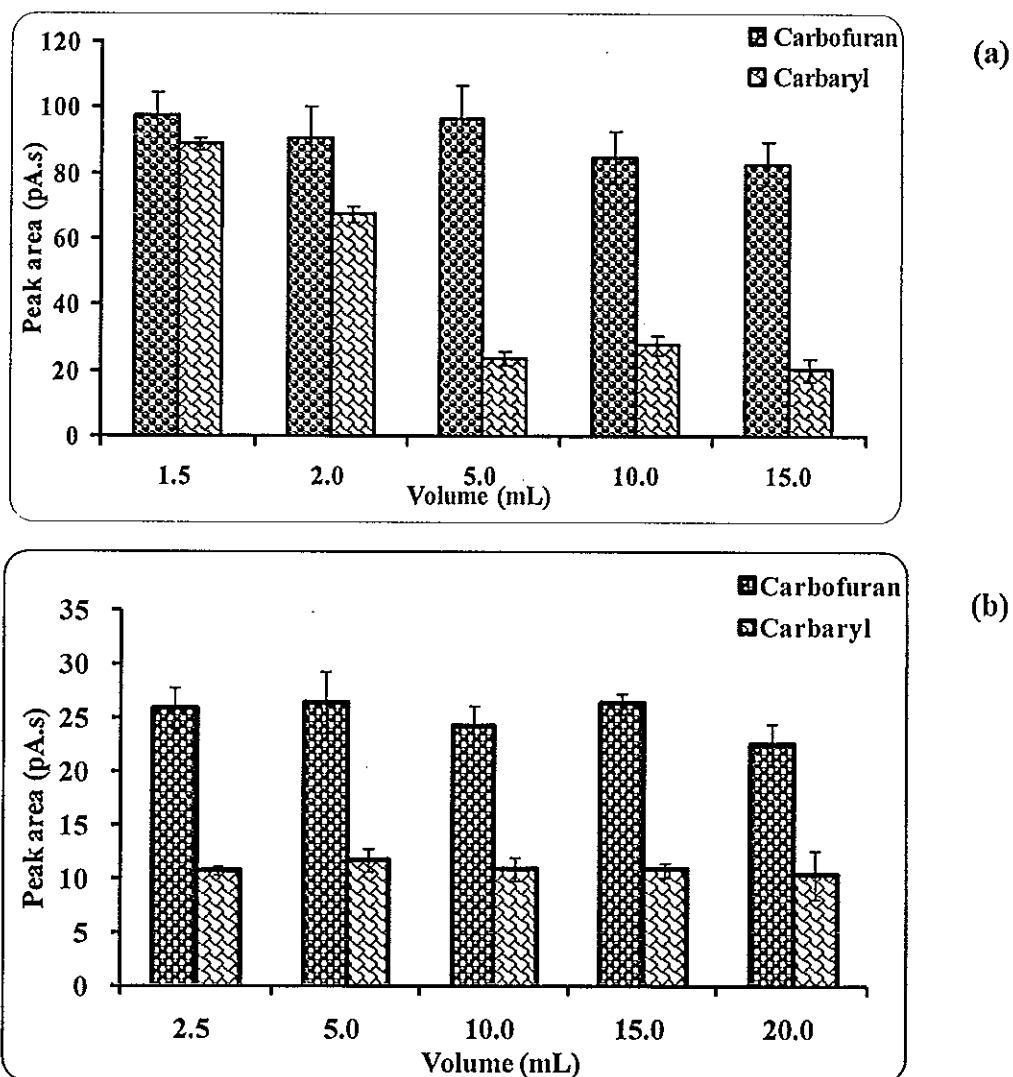 (a)
Carbofuran
Carbaryl
Peak area (pA.s)
120
100
80
60
40
20
0
1.5 2.0 5.0 10.0 15.0
Volume (mL)
(b)
Carbofuran
Carbaryl
Peak area (pA.s)
35
30
25
20
15
10
5
0
2.5 5.0 10.0 15.0 20.0
Volume (mL)